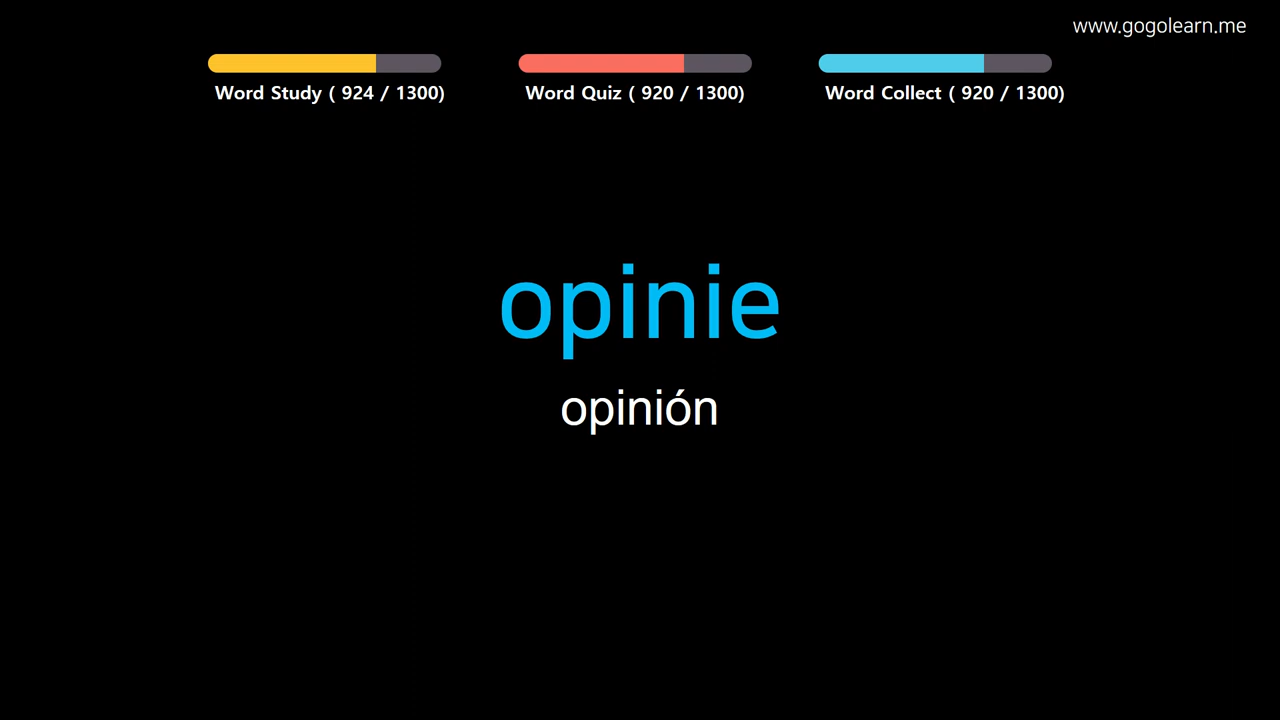 www.gogolearn.me
Word Study ( 924 / 1300)
Word Quiz ( 920 / 1300)
Word Collect ( 920 / 1300)
opinie
opinión